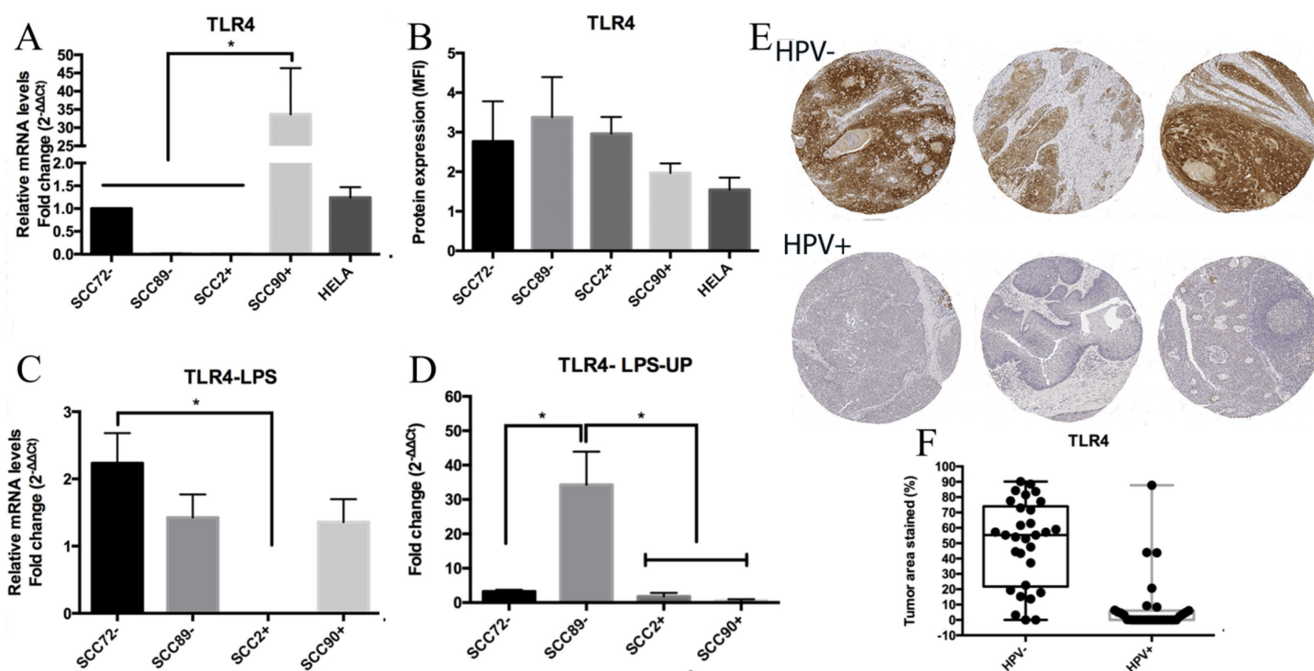 A
TLR4
*
Relative mRNA levels
Fold change (2-ΔΔCt)
50
45
40
35
30
25
2.0
1.5
1.0
0.5
0.0
SCC72-
SCC89-
SCC2+
SCC90+
HELA
B
TLR4
Protein expression (MFI)
5
4
3
2
1
0
SCC72-
SCC89-
SCC2+
SCC90+
HELA
E
HPV-
HPV+
C
TLR4-LPS
*
Relative mRNA levels
Fold change (2-ΔΔCt)
3
2
1
0
SCC72-
SCC89-
SCC2+
SCC90+
D
TLR4- LPS-UP
* *
Fold change (2-ΔΔCt)
60
50
40
30
20
10
0
SCC72-
SCC89-
SCC2+
SCC90+
F
TLR4
Tumor area stained (%)
100
90
80
70
60
50
40
30
20
10
0
-10
HPV-
HPV+